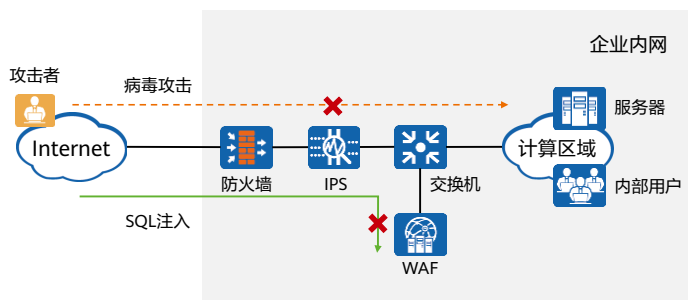 企业内网
攻击者
病毒攻击
服务器
Internet
计算区域
防火墙
IPS
交换机
内部用户
SQL注入
WAF